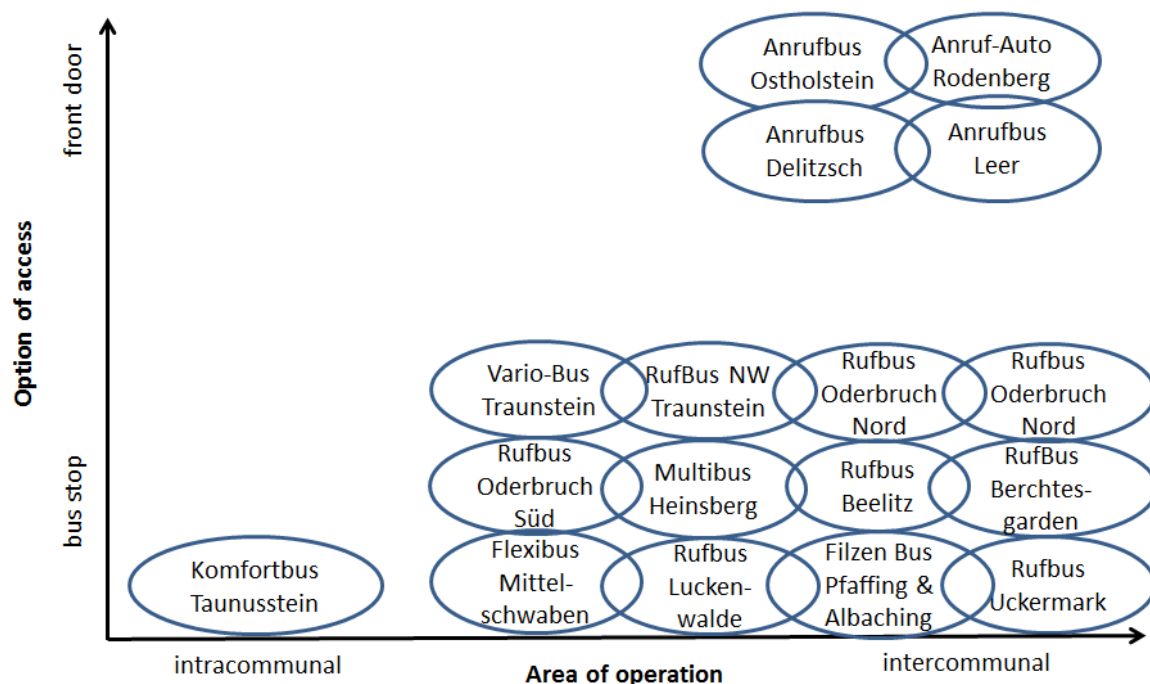 front door
Option of access
bus stop
Anrufbus
Ostholstein
Anruf-Auto
Rodenberg
Anrufbus
Delitzsch
Anrufbus
Leer
Vario-Bus
Traunstein
RufBus NW
Traunstein
Rufbus
Oderbruch
Nord
Rufbus
Oderbruch
Nord
Rufbus
Oderbruch
Süd
Multibus
Heinsberg
Rufbus
Beelitz
RufBus
Berchtes-
garden
Komfortbus
Taunusstein
Flexibus
Mittel-
schwaben
Rufbus
Lucken-
walde
Filzen Bus
Pfaffing &
Albaching
Rufbus
Uckermark
intracommunal
Area of operation
intercommunal